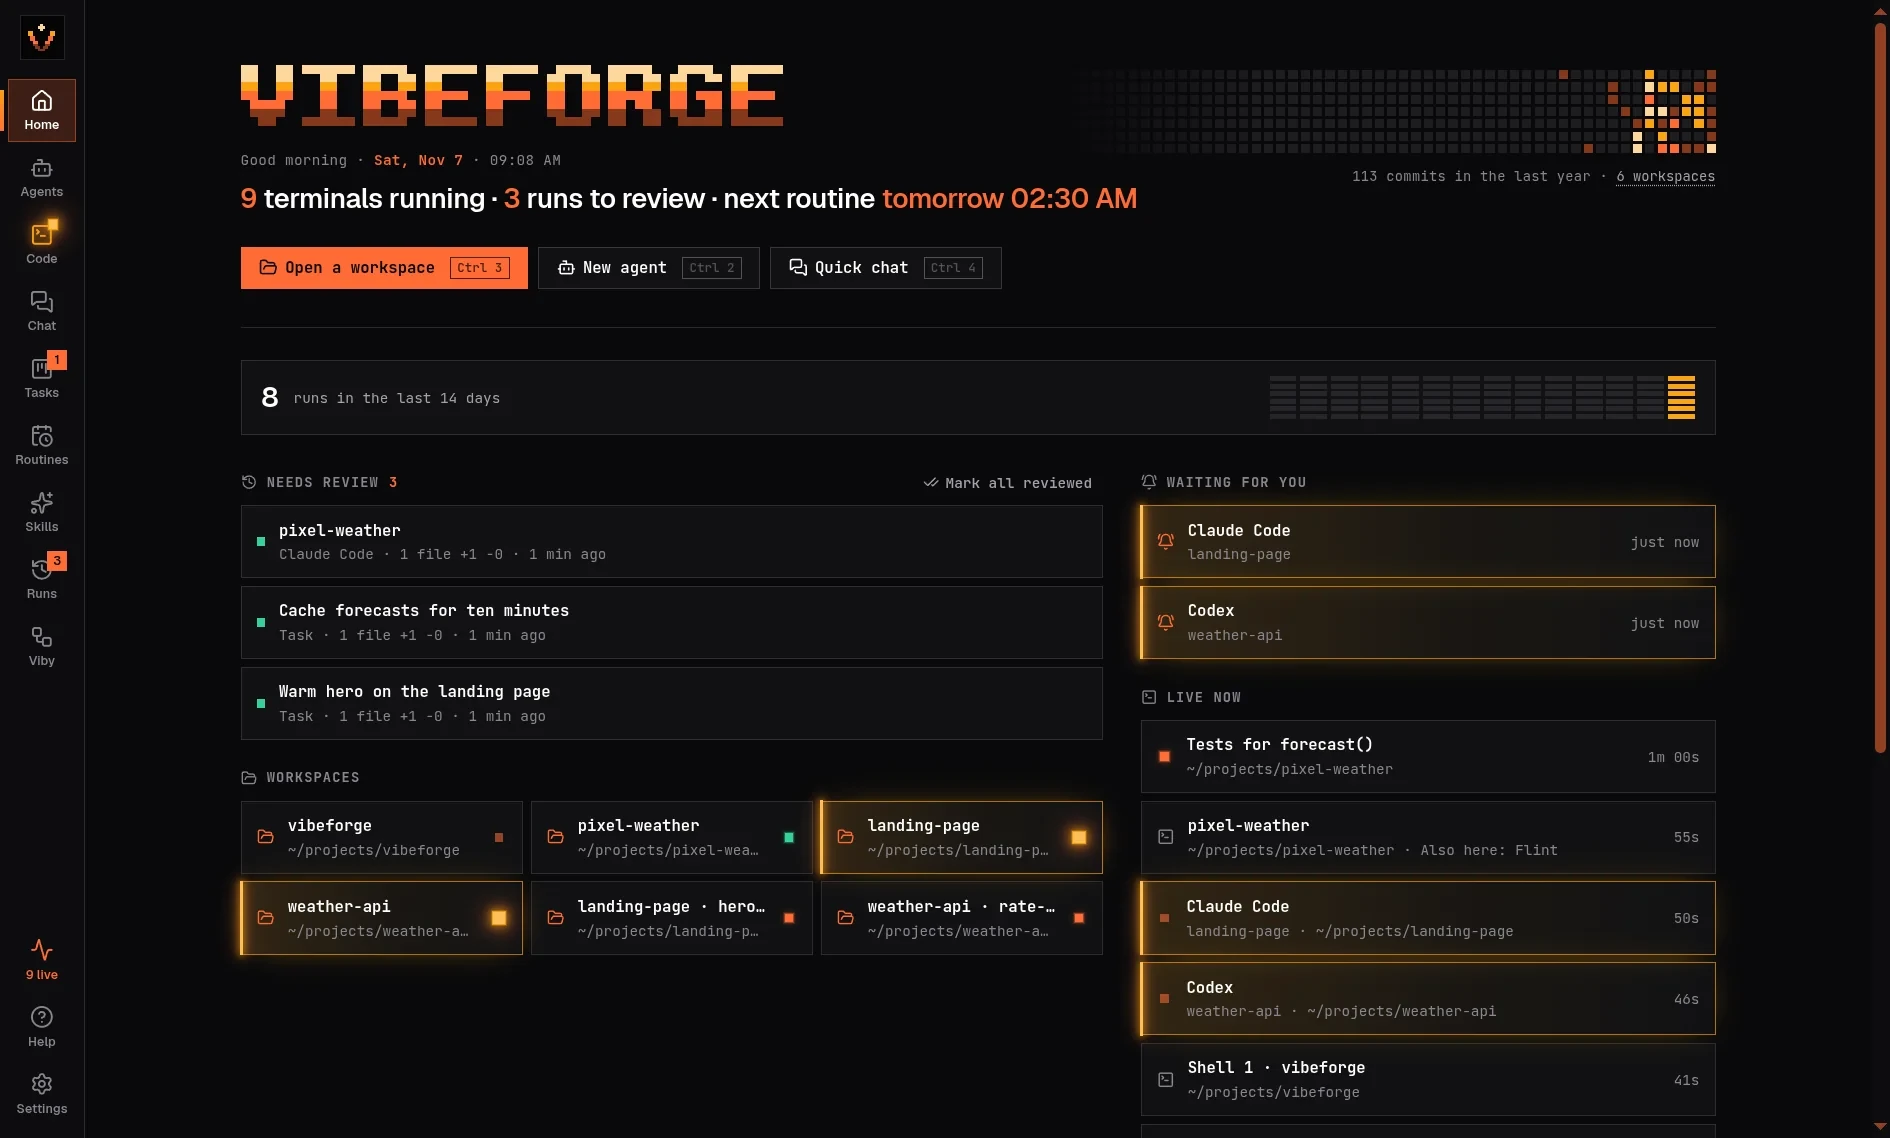 Home
Agents
Code
Chat
Tasks
1
Routines
Skills
Runs
3
Viby
9 live
Help
Settings
VIBEFORGE
Good morning · Sat, Nov 7 · 09:08 AM
9 terminals running · 3 runs to review · next routine tomorrow 02:30 AM
113 commits in the last year · 6 workspaces
Open a workspace Ctrl 3
New agent Ctrl 2
Quick chat Ctrl 4
8 runs in the last 14 days
NEEDS REVIEW 3
Mark all reviewed
pixel-weather
Claude Code · 1 file +1 -0 · 1 min ago
Cache forecasts for ten minutes
Task · 1 file +1 -0 · 1 min ago
Warm hero on the landing page
Task · 1 file +1 -0 · 1 min ago
WORKSPACES
vibeforge
~/projects/vibeforge
pixel-weather
~/projects/pixel-wea…
landing-page
~/projects/landing-p…
weather-api
~/projects/weather-a…
landing-page · hero…
~/projects/landing-p…
weather-api · rate-…
~/projects/weather-a…
WAITING FOR YOU
Claude Code
landing-page
just now
Codex
weather-api
just now
LIVE NOW
Tests for forecast()
~/projects/pixel-weather
1m 00s
pixel-weather
~/projects/pixel-weather · Also here: Flint
55s
Claude Code
landing-page · ~/projects/landing-page
50s
Codex
weather-api · ~/projects/weather-api
46s
Shell 1 · vibeforge
~/projects/vibeforge
41s